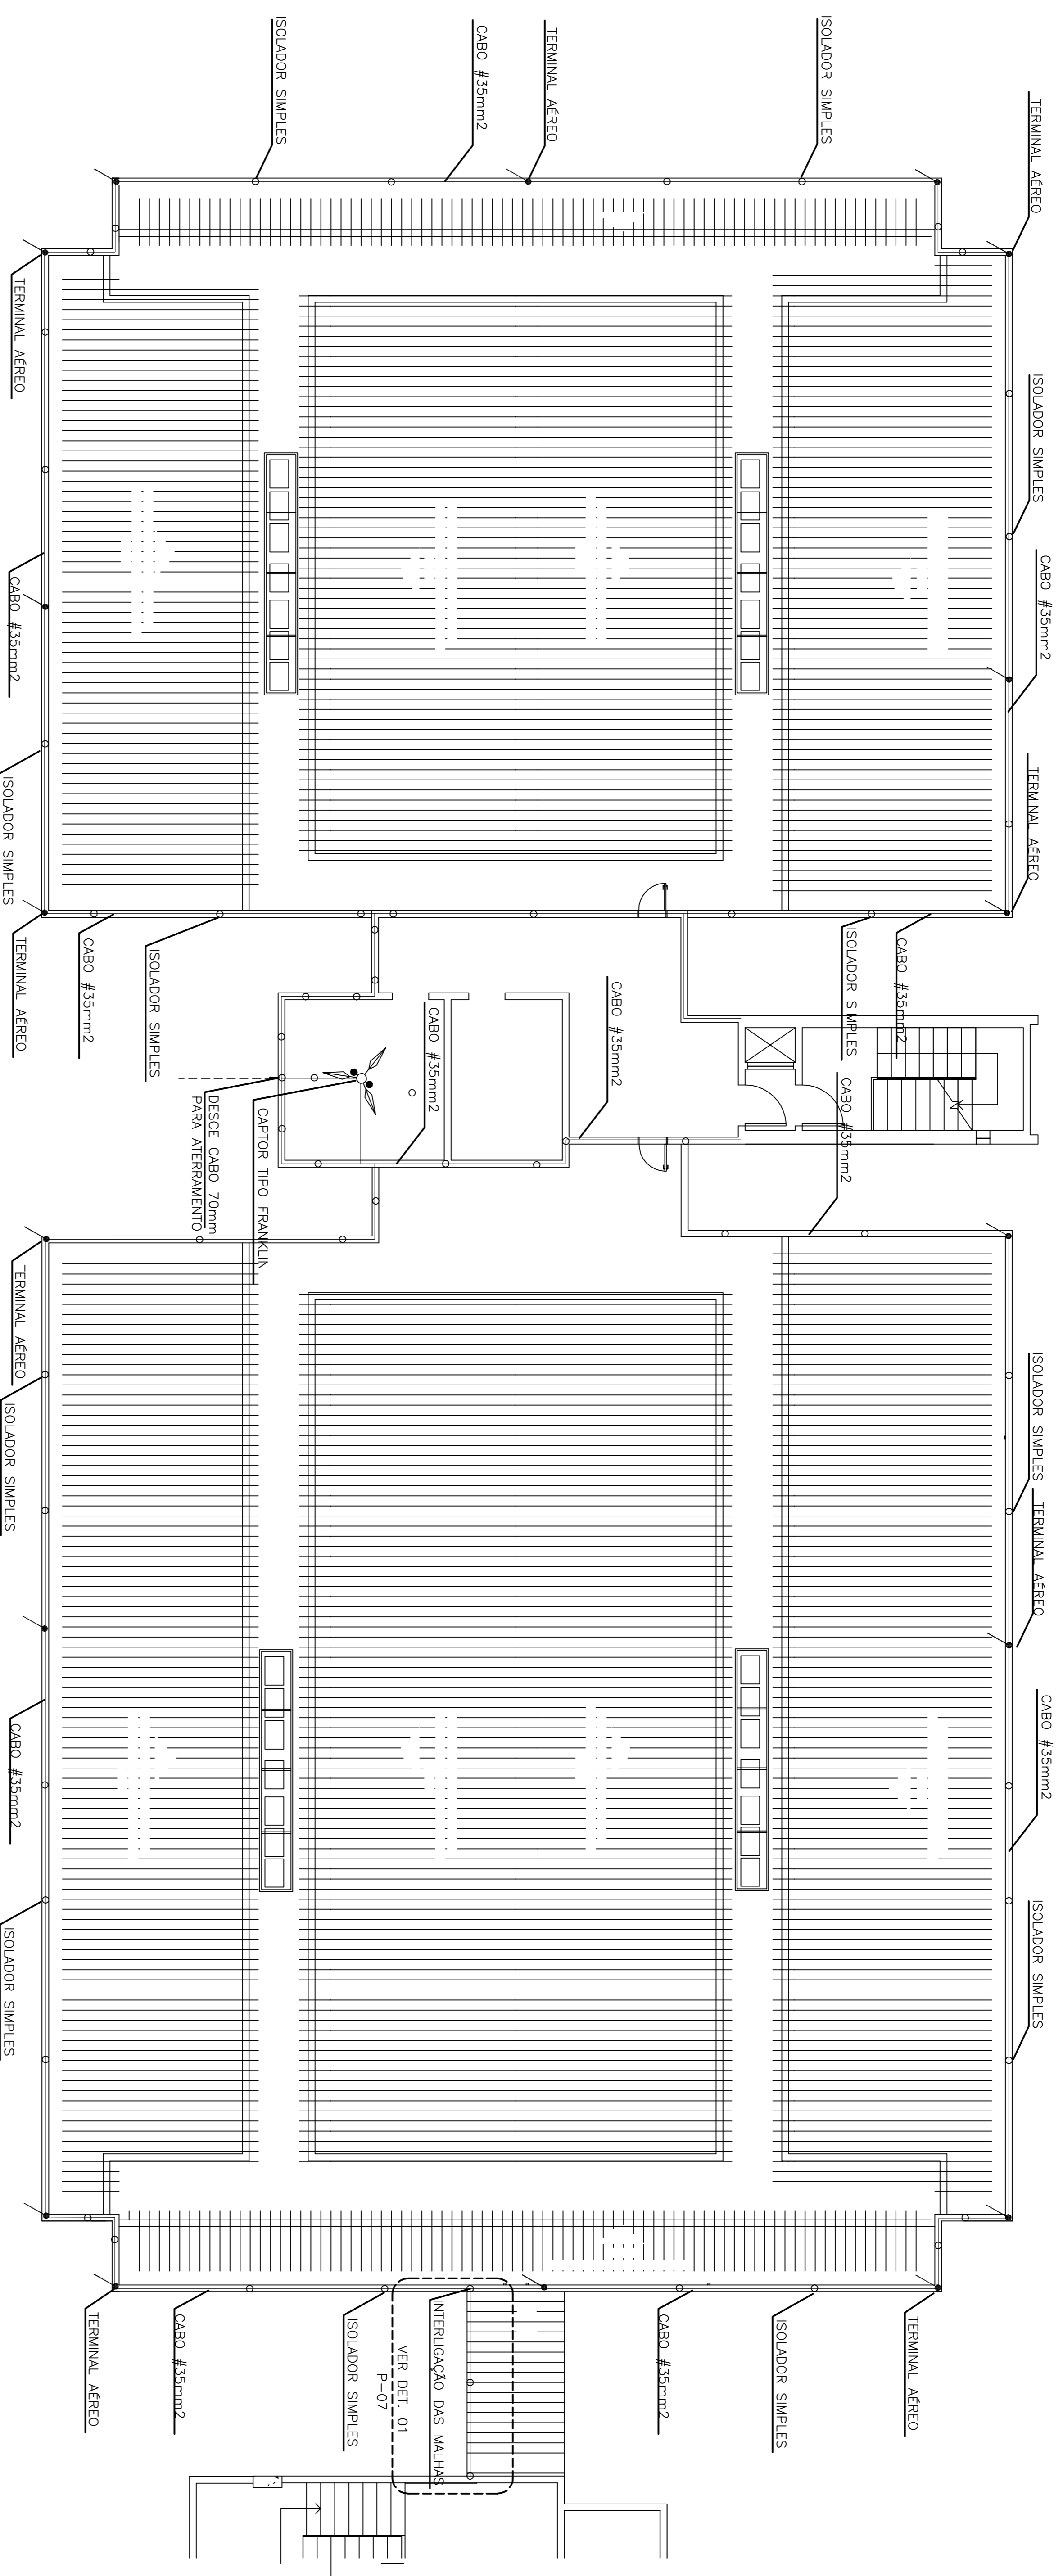 ISOLADOR SIMPLES
CABO #35mm2
TERMINAL AÉREO
ISOLADOR SIMPLES
TERMINAL AÉREO
TERMINAL AÉREO
ISOLADOR SIMPLES
CABO #35mm2
CABO #35mm2
ISOLADOR SIMPLES
TERMINAL AÉREO
TERMINAL AÉREO
CABO #35mm2
ISOLADOR SIMPLES
ISOLADOR SIMPLES
CABO #35mm2
CABO #35mm2
CABO #35mm2
CABO #35mm2
DESCE CABO 70mm
PARA ATERRAMENTO
CAPTOR TIPO FRANKLIN
TERMINAL AÉREO
ISOLADOR SIMPLES
ISOLADOR SIMPLES
TERMINAL AÉREO
CABO #35mm2
CABO #35mm2
ISOLADOR SIMPLES
ISOLADOR SIMPLES
TERMINAL AÉREO
CABO #35mm2
ISOLADOR SIMPLES
INTERLIGAÇÃO DAS MALHAS
VER DET. 01
P-07
CABO #35mm2
ISOLADOR SIMPLES
TERMINAL AÉREO